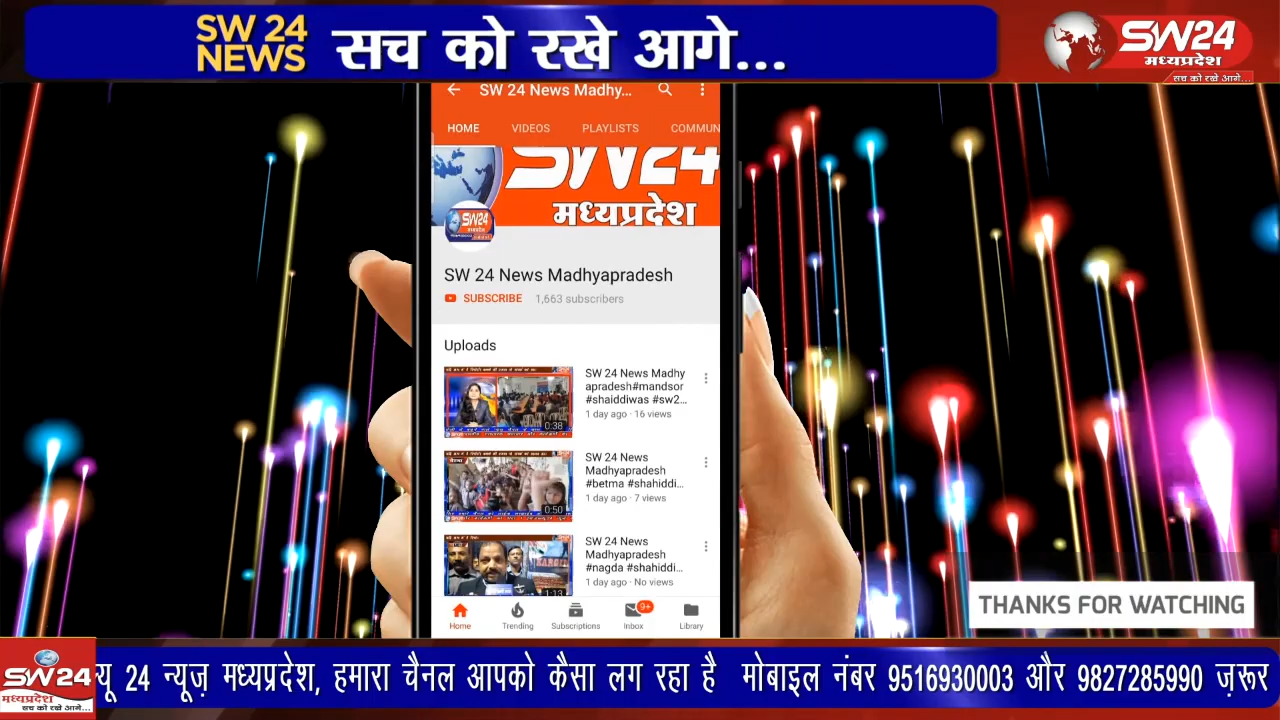 SW 24
NEWS
सच को रखे आगे...
SW24
मध्यप्रदेश
सच को रखे आगे...
SW 24 News Madhy...
HOME VIDEOS PLAYLISTS COMMUN
SW24
मध्यप्रदेश
SW24
SW 24 News Madhyapradesh
SUBSCRIBE 1,663 subscribers
Uploads
SW 24 News Madhy
apradesh#mandsor
#shaiddiwas #sw2...
1 day ago · 16 views
0:38
SW 24 News
Madhyapradesh
#betma #shahiddi...
1 day ago · 7 views
0:50
SW 24 News
Madhyapradesh
#nagda #shahiddi...
1 day ago · No views
1:13
9+
Home Trending Subscriptions Inbox Library
THANKS FOR WATCHING
SW24
मध्यप्रदेश
सच को रखे आगे...
यू 24 न्यूज़ मध्यप्रदेश, हमारा चैनल आपको कैसा लग रहा है मोबाइल नंबर 9516930003 और 9827285990 ज़रूर